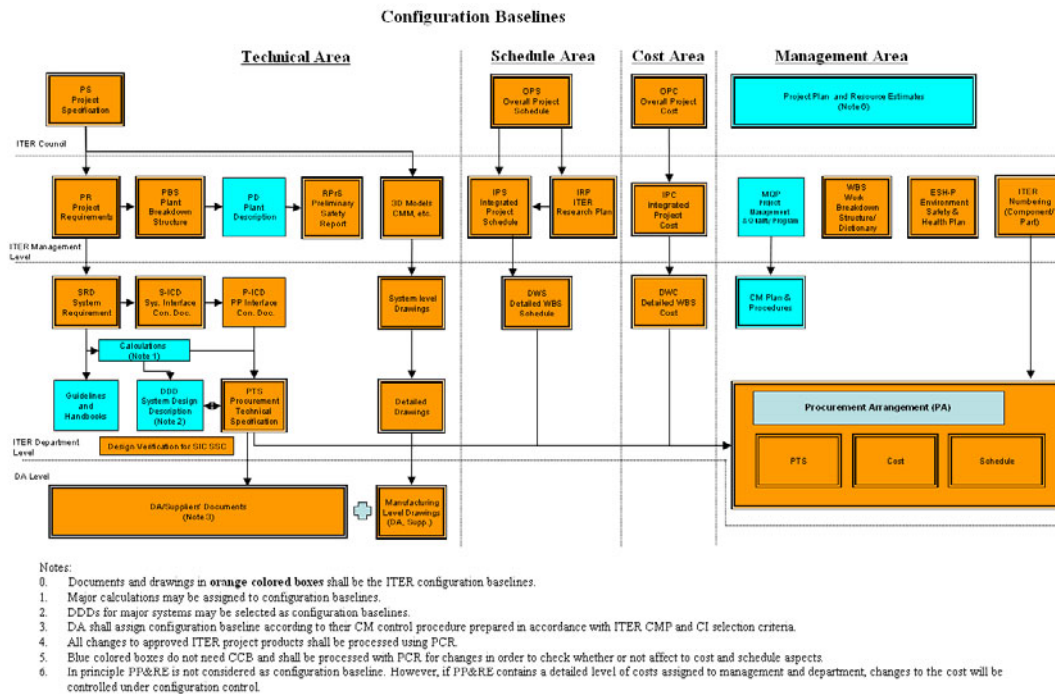 Configuration Baselines
Technical Area
Schedule Area
Cost Area
Management Area
PS
Project
Specification
OPS
Overall Project
Schedule
OPC
Overall Project
Cost
Project Plan and Resource Estimates
(Note 6)
ITER Council
PR
Project
Requirements
PBS
Plant
Breakdown
Structure
PD
Plant
Description
RPrS
Preliminary
Safety
Report
3D Models
CMM, etc.
IPS
Integrated
Project
Schedule
IRP
ITER
Research Plan
IPC
Integrated
Project
Cost
MQP
Project
Management
& Quality Program
WBS
Work
Breakdown
Structure/
Dictionary
ESH-P
Environment
Safety &
Health Plan
ITER
Numbering
(Component/
Part)
ITER Management
Level
SRD
System
Requirement
S-ICD
Sys. Interface
Con. Doc.
P-ICD
PP Interface
Con. Doc.
System level
Drawings
DWS
Detailed WBS
Schedule
DWC
Detailed WBS
Cost
CM Plan &
Procedures
Calculations
(Note 1)
Guidelines
and
Handbooks
DDD
System Design
Description
(Note 2)
PTS
Procurement
Technical
Specification
Detailed
Drawings
Procurement Arrangement (PA)
PTS
Cost
Schedule
ITER Department
Level
Design Verification for SIC SSC
DA Level
DA/Suppliers' Documents
(Note 3)
Manufacturing
Level Drawings
(DA, Supp.)
Notes:
0. Documents and drawings in orange colored boxes shall be the ITER configuration baselines.
1. Major calculations may be assigned to configuration baselines.
2. DDDs for major systems may be selected as configuration baselines.
3. DA shall assign configuration baseline according to their CM control procedure prepared in accordance with ITER CMP and CI selection criteria.
4. All changes to approved ITER project products shall be processed using PCR.
5. Blue colored boxes do not need CCB and shall be processed with PCR for changes in order to check whether or not affect to cost and schedule aspects.
6. In principle PP&RE is not considered as configuration baseline. However, if PP&RE contains a detailed level of costs assigned to management and department, changes to the cost will be
controlled under configuration control.